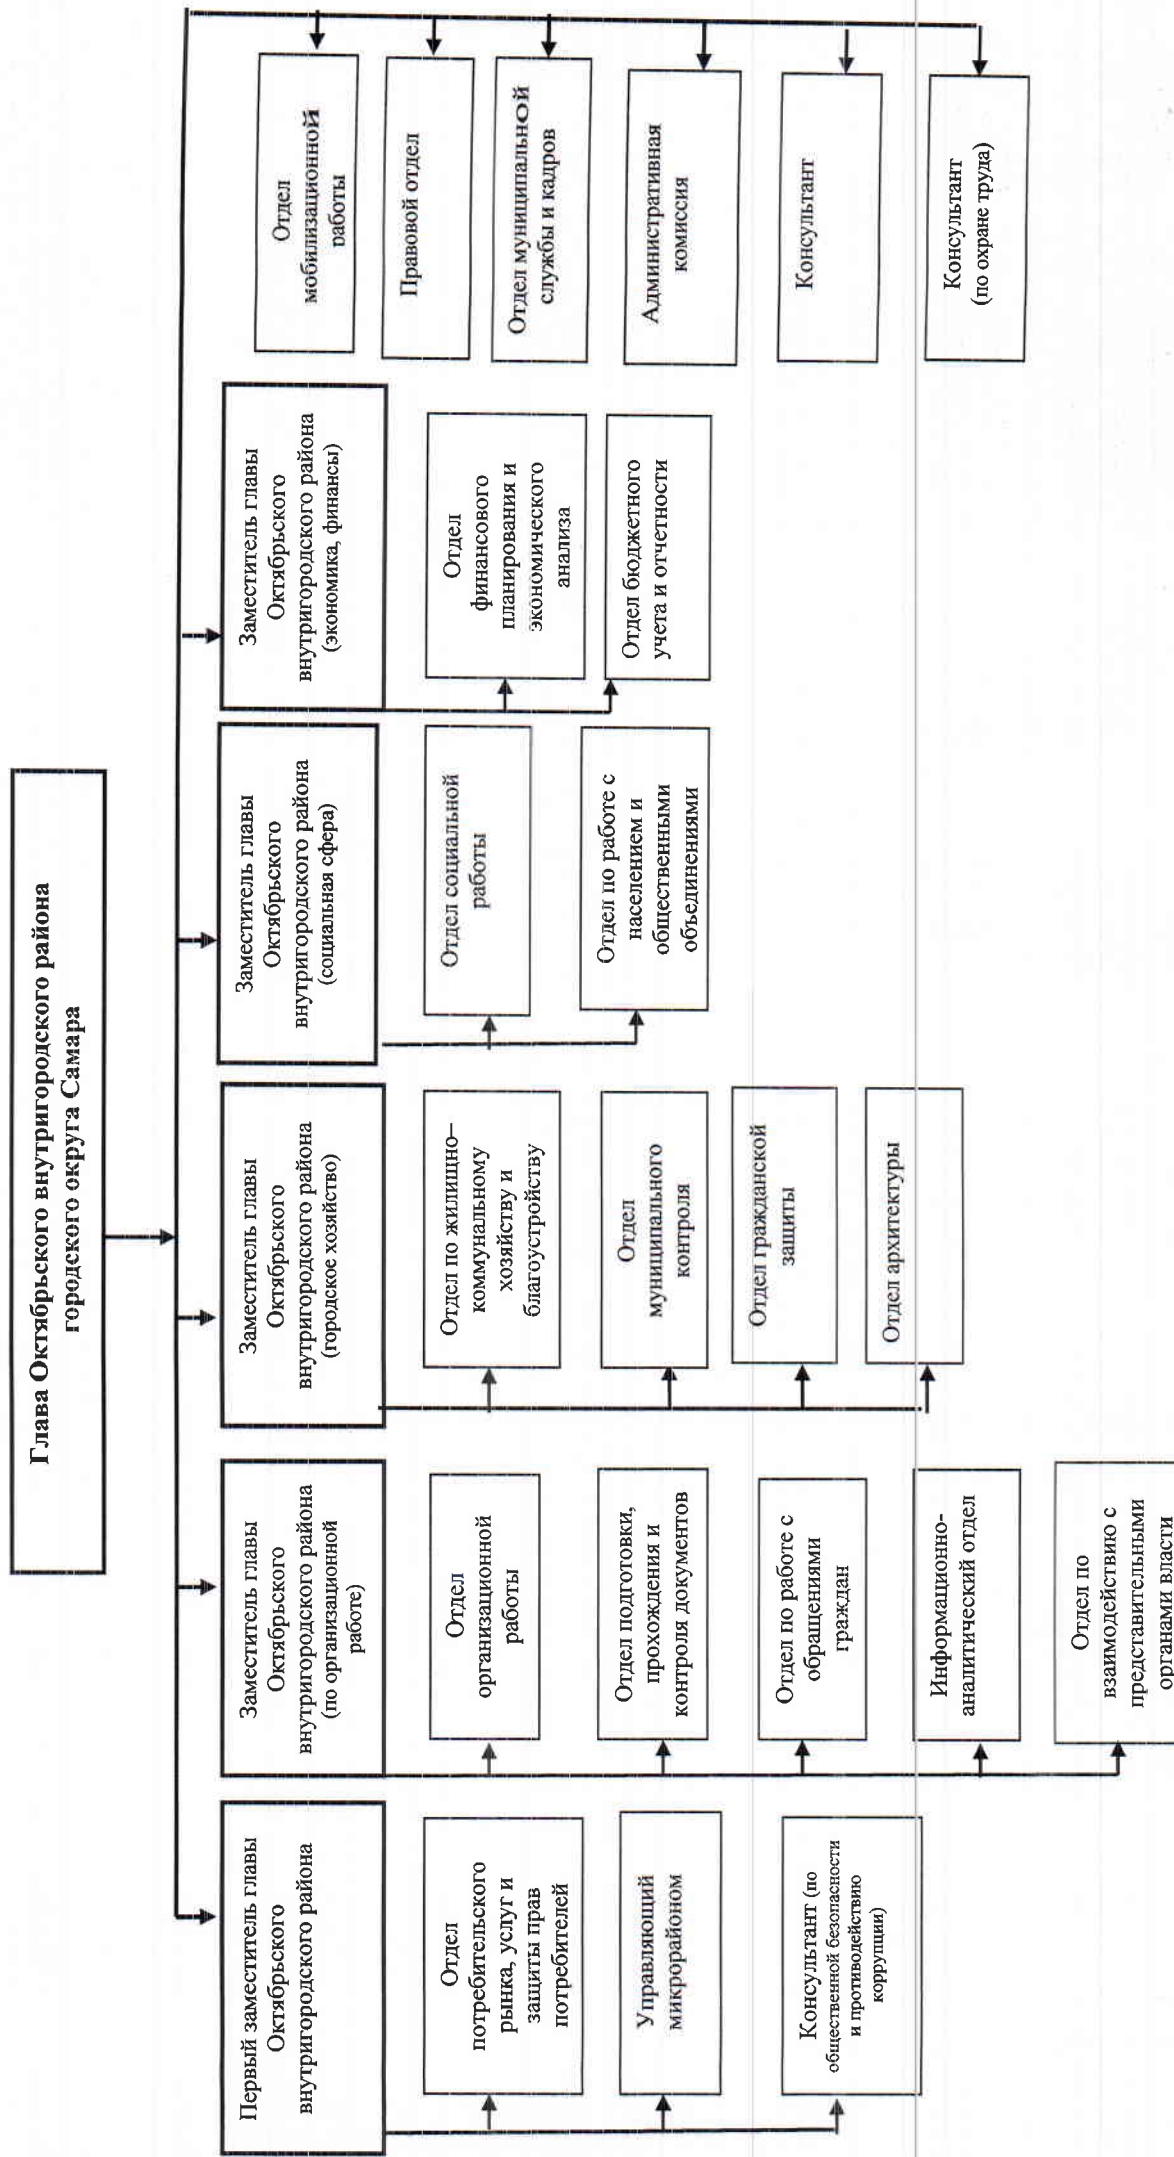 Глава Октябрьского внутригородского района
городского округа Самара
Первый заместитель главы
Октябрьского
внутригородского района
Отдел
потребительского
рынка, услуг и
защиты прав
потребителей
Управляющий
микрорайоном
Консультант (по
общественной безопасности
и противодействию
коррупции)
Заместитель главы
Октябрьского
внутригородского района
(по организационной
работе)
Отдел
организационной
работы
Отдел подготовки,
прохождения и
контроля документов
Отдел по работе с
обращениями
граждан
Информационно-
аналитический отдел
Отдел по
взаимодействию с
представительными
органами власти
Заместитель главы
Октябрьского
внутригородского района
(городское хозяйство)
Отдел по жилищно–
коммунальному
хозяйству и
благоустройству
Отдел
муниципального
контроля
Отдел гражданской
защиты
Отдел архитектуры
Заместитель главы
Октябрьского
внутригородского района
(социальная сфера)
Отдел социальной
работы
Отдел по работе с
населением и
общественными
объединениями
Заместитель главы
Октябрьского
внутригородского района
(экономика, финансы)
Отдел
финансового
планирования и
экономического
анализа
Отдел бюджетного
учета и отчетности
Отдел
мобилизационной
работы
Правовой отдел
Отдел муниципальной
службы и кадров
Административная
комиссия
Консультант
Консультант
(по охране труда)